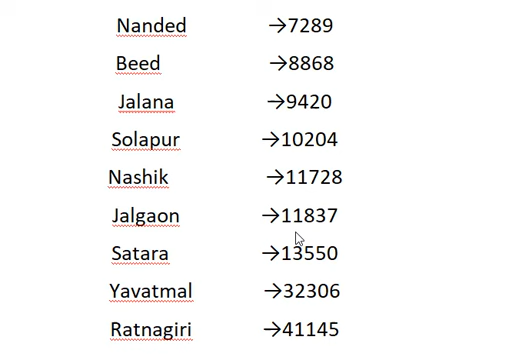 Nanded →7289
Beed →8868
Jalana →9420
Solapur →10204
Nashik →11728
Jalgaon →11837
Satara →13550
Yavatmal →32306
Ratnagiri →41145